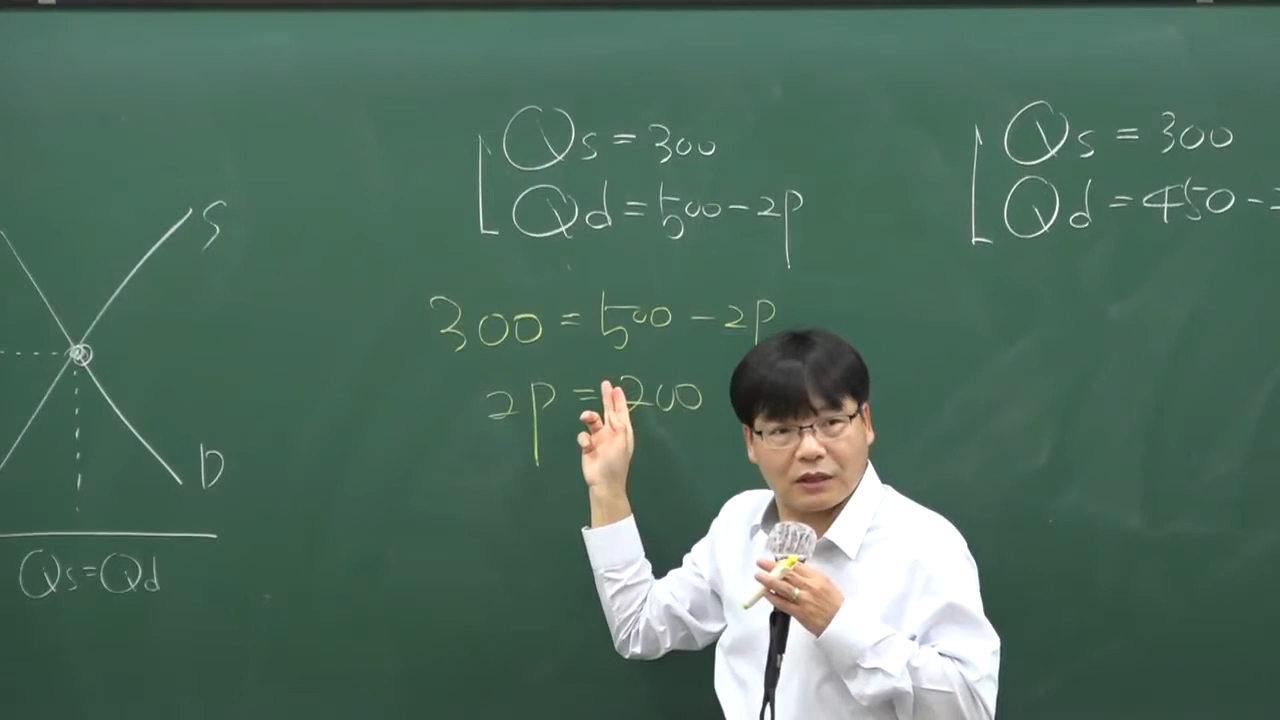 S
D
Qs=Qd
Qs=300
Qd=500-2p
300=500-2p
2p=200
Qs=300
Qd=450-